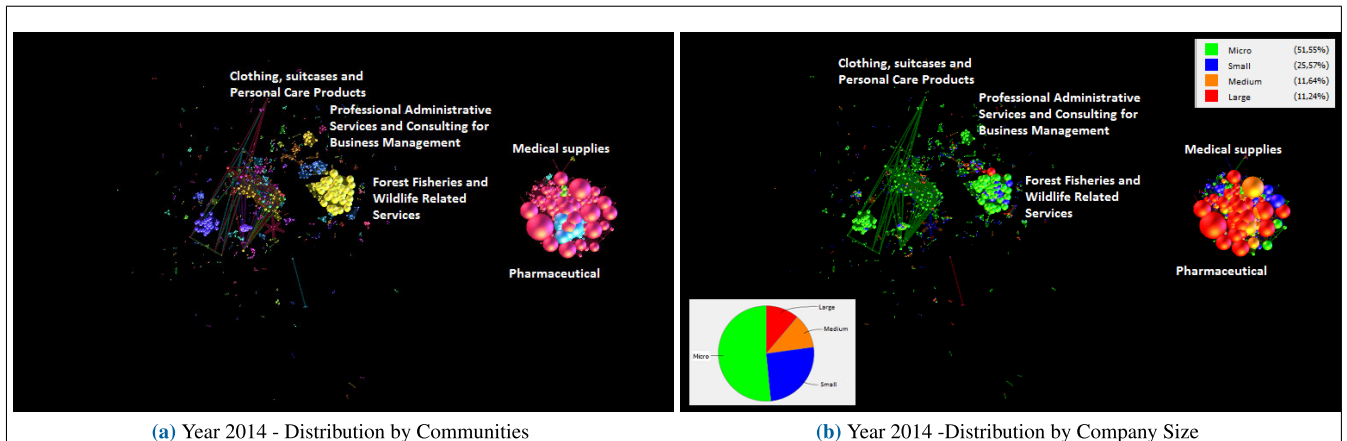 Clothing, suitcases and
Personal Care Products
Professional Administrative
Services and Consulting for
Business Management
Medical supplies
Forest Fisheries and
Wildlife Related
Services
Pharmaceutical
(a) Year 2014 - Distribution by Communities
Clothing, suitcases and
Personal Care Products
Micro (51,55%)
Small (25,57%)
Medium (11,64%)
Large (11,24%)
Professional Administrative
Services and Consulting for
Business Management
Medical supplies
Forest Fisheries and
Wildlife Related
Services
Pharmaceutical
Large
Medium
Micro
Small
(b) Year 2014 -Distribution by Company Size